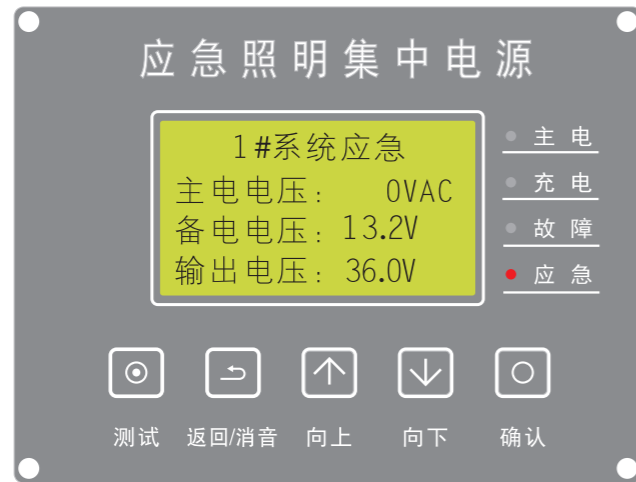 应急照明集中电源
1#系统应急
主电电压： 0VAC
备电电压：13.2V
输出电压：36.0V
主电
充电
故障
应急
测试 返回/消音 向上 向下 确认